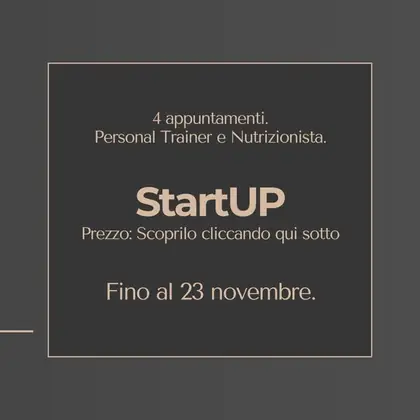 4 appuntamenti.
Personal Trainer e Nutrizionista.
StartUP
Prezzo: Scoprilo cliccando qui sotto
Fino al 23 novembre.